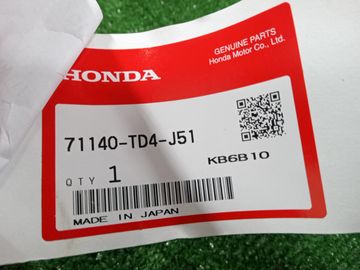 GENUINE PARTS
Honda Motor Co., Ltd.
HONDA
71140-TD4-J51
KB6B10
QTY 1
MADE IN JAPAN